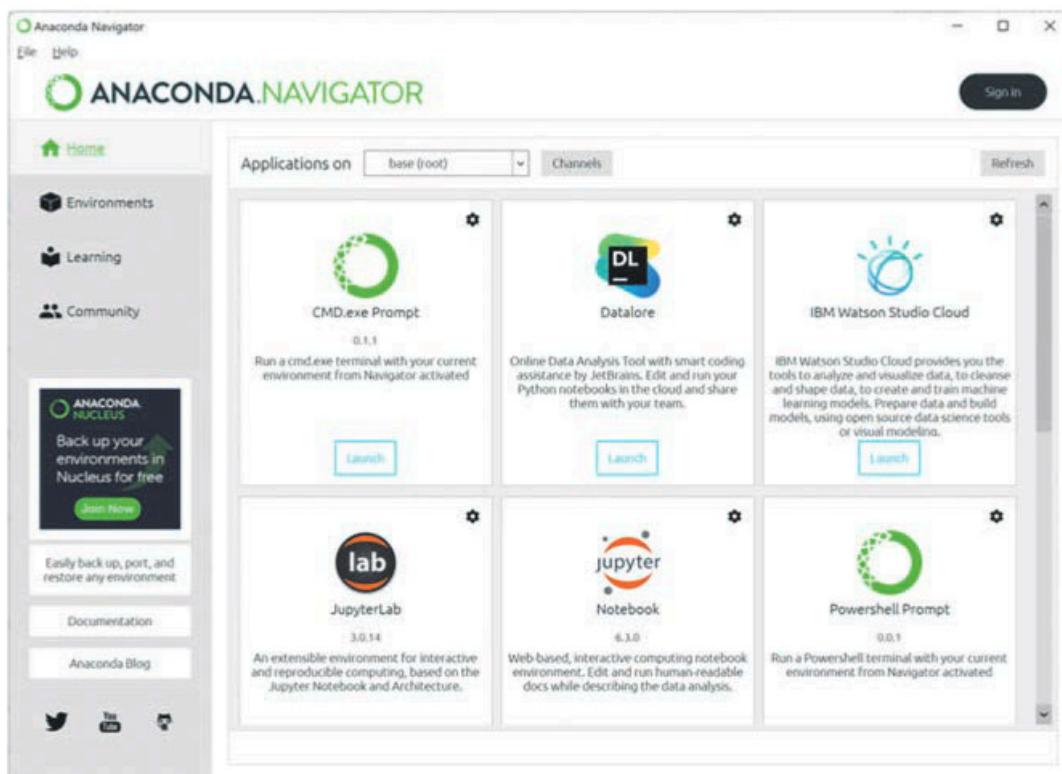 Anaconda Navigator
File Help
ANACONDA.NAVIGATOR
Sign in
Home
Environments
Learning
Community
ANACONDA.
NUCLEUS
Back up your
environments in
Nucleus for free
Join Now
Easily back up, port, and
restore any environment
Documentation
Anaconda Blog
You
Tube
Applications on base (root) Channels Refresh
CMD.exe Prompt
0.1.1
Run a cmd.exe terminal with your current
environment from Navigator activated
Launch
DL
Datalore
Online Data Analysis Tool with smart coding
assistance by JetBrains. Edit and run your
Python notebooks in the cloud and share
them with your team.
Launch
IBM Watson Studio Cloud
IBM Watson Studio Cloud provides you the
tools to analyze and visualize data, to cleanse
and shape data, to create and train machine
learning models. Prepare data and build
models, using open source data science tools
or visual modeling.
Launch
lab
JupyterLab
3.0.14
An extensible environment for interactive
and reproducible computing, based on the
Jupyter Notebook and Architecture.
jupyter
Notebook
6.3.0
Web-based, interactive computing notebook
environment. Edit and run human-readable
docs while describing the data analysis.
Powershell Prompt
0.0.1
Run a Powershell terminal with your current
environment from Navigator activated